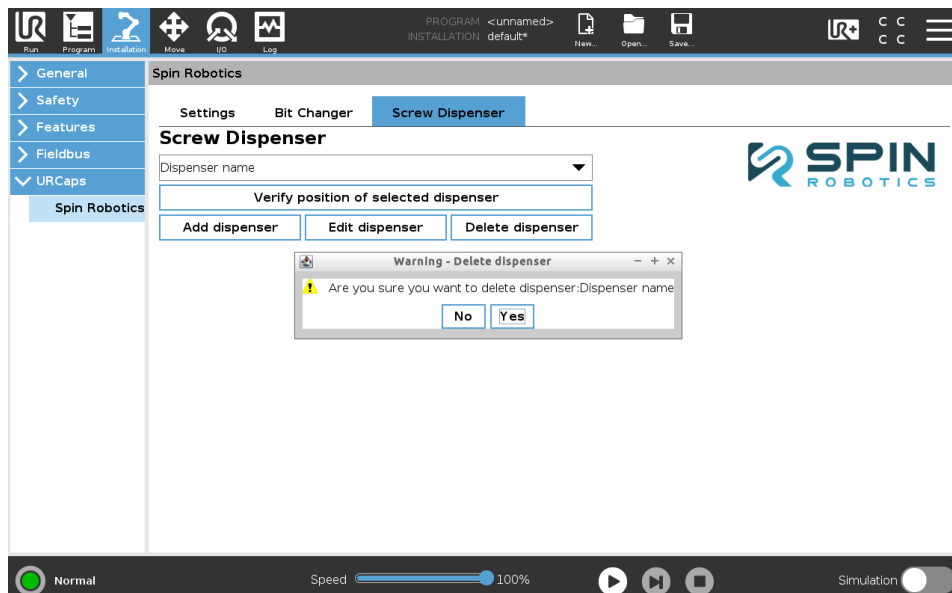 PROGRAM <unnamed>
INSTALLATION default*
Run Program Installation Move I/O Log New... Open... Save...
UR+
C C
C C
General
Safety
Features
Fieldbus
URCaps
Spin Robotics
Spin Robotics
Settings Bit Changer Screw Dispenser
Screw Dispenser
Dispenser name
Verify position of selected dispenser
Add dispenser Edit dispenser Delete dispenser
SPIN
ROBOTICS
Warning - Delete dispenser
Are you sure you want to delete dispenser:Dispenser name
No Yes
Normal Speed 100% Simulation